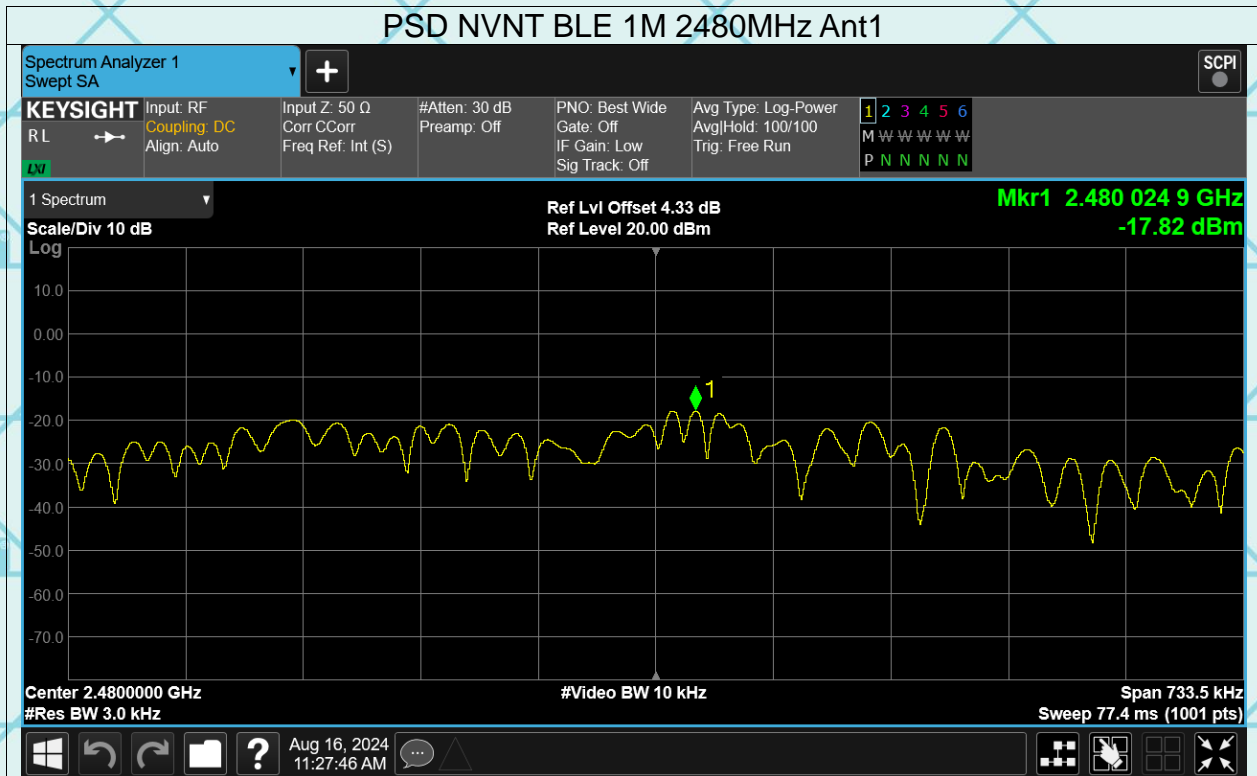 PSD NVNT BLE 1M 2480MHz Ant1
Spectrum Analyzer 1
Swept SA
SCPI
KEYSIGHT
R L
LXI
Input: RF
Coupling: DC
Align: Auto
Input Z: 50 Ω
Corr CCorr
Freq Ref: Int (S)
#Atten: 30 dB
Preamp: Off
PNO: Best Wide
Gate: Off
IF Gain: Low
Sig Track: Off
Avg Type: Log-Power
Avg|Hold: 100/100
Trig: Free Run
1 2 3 4 5 6
M W W W W W
P N N N N N
1 Spectrum
Scale/Div 10 dB
Ref Lvl Offset 4.33 dB
Ref Level 20.00 dBm
Mkr1 2.480 024 9 GHz
-17.82 dBm
Log
10.0
0.00
-10.0
-20.0
-30.0
-40.0
-50.0
-60.0
-70.0
1
Center 2.4800000 GHz
#Res BW 3.0 kHz
#Video BW 10 kHz
Span 733.5 kHz
Sweep 77.4 ms (1001 pts)
?
Aug 16, 2024
11:27:46 AM